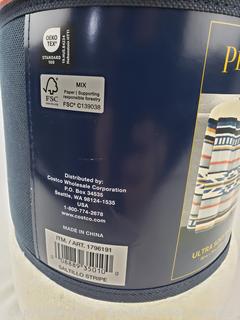 OEKO
TEX®
STANDARD
100
FSC
MIX
Paper | Supporting
responsible forestry
FSC® C139038
Distributed by:
Costco Wholesale Corporation
P.O. Box 34535
Seattle, WA 98124-1535
USA
1-800-774-2678
www.costco.com
MADE IN CHINA
ITM. / ART. 1796191
SALTILLO STRIPE
ULTRA